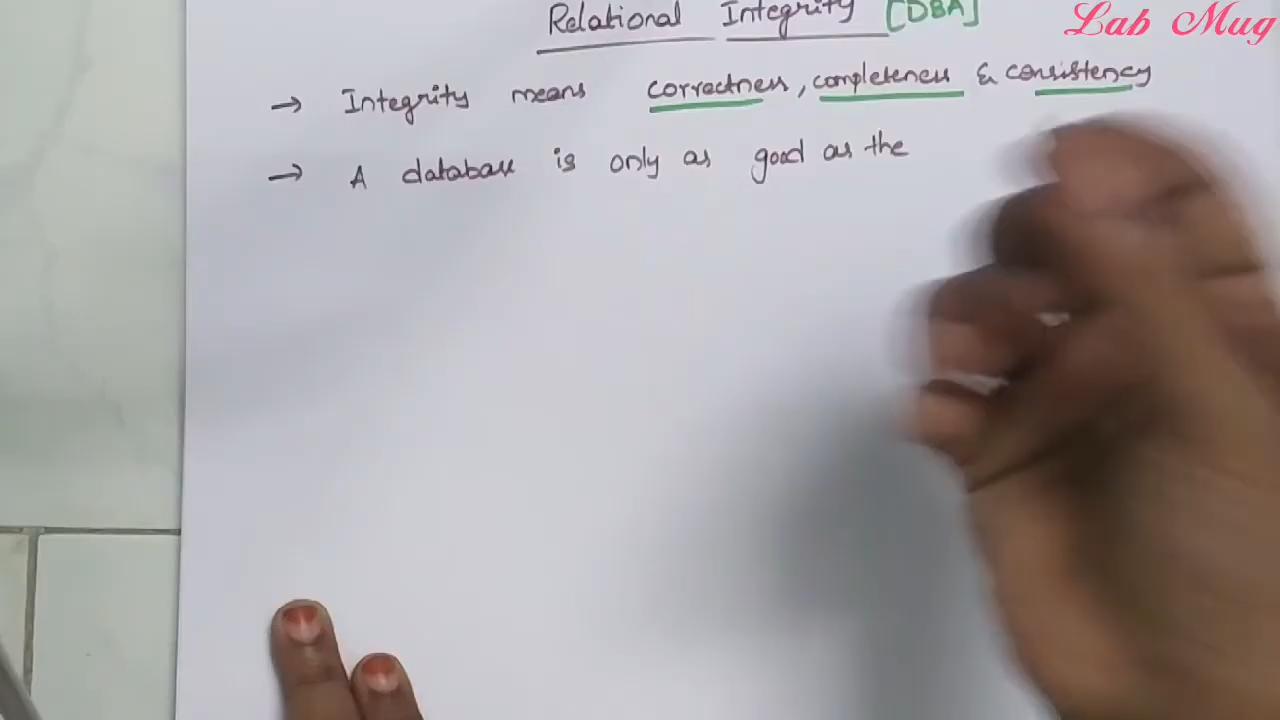 Relational Integrity [DBA]
Lab Mug
→ Integrity means correctness, completeness & consistency
→ A database is only as good as the